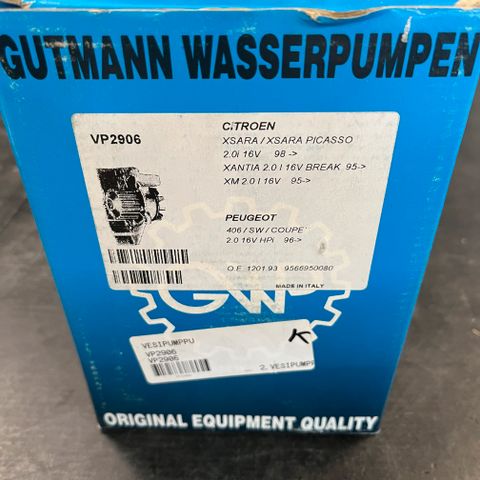 GUTMANN WASSERPUMPEN
VP2906
CITROEN
XSARA / XSARA PICASSO
2.0i 16V 98 ->
XANTIA 2.0 I 16V BREAK 95->
XM 2.0 I 16V 95->
PEUGEOT
406 / SW / COUPE'
2.0 16V HPi 96->
O.E. 1201.93 9566950080
MADE IN ITALY
GW
K
VESIPUMPPU
VP2906
VP2906
2.VESIPUMPP
ORIGINAL EQUIPMENT QUALITY